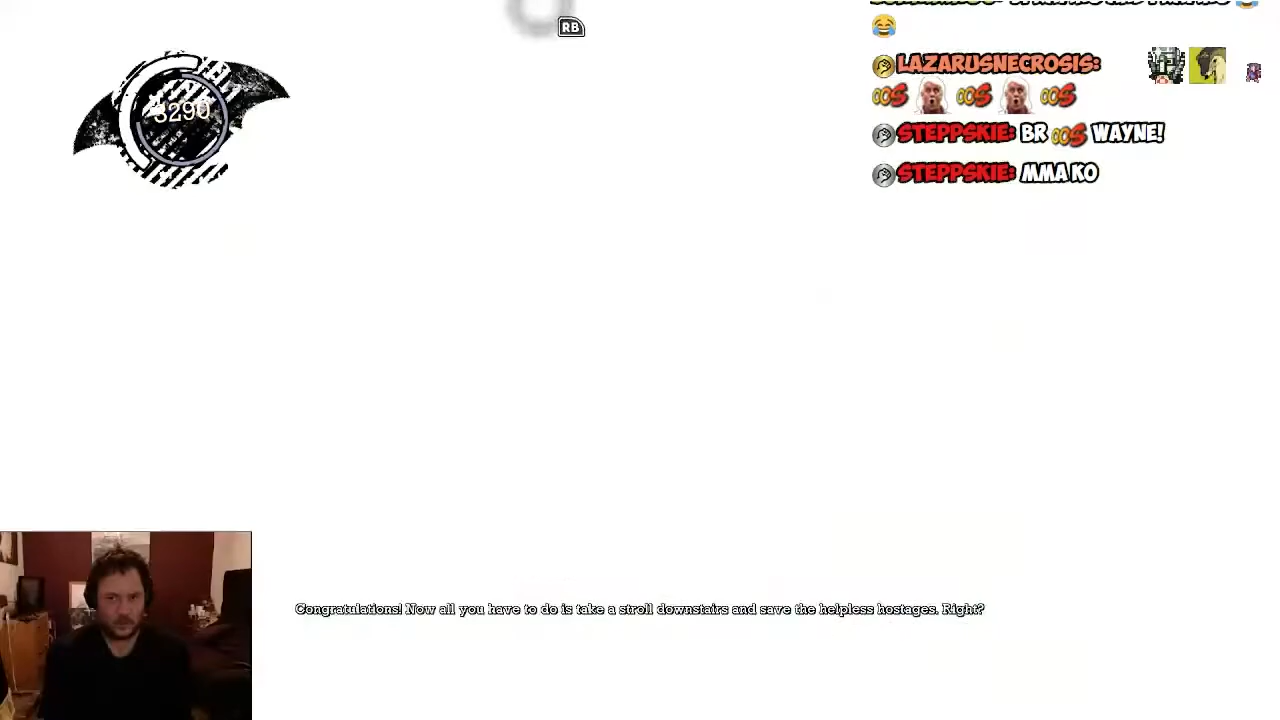 RB
3290
LAZARUSNECROSIS:
STEPPSKIE: BR WAYNE!
STEPPSKIE: MMA KO
Congratulations! Now all you have to do is take a stroll downstairs and save the helpless hostages. Right?